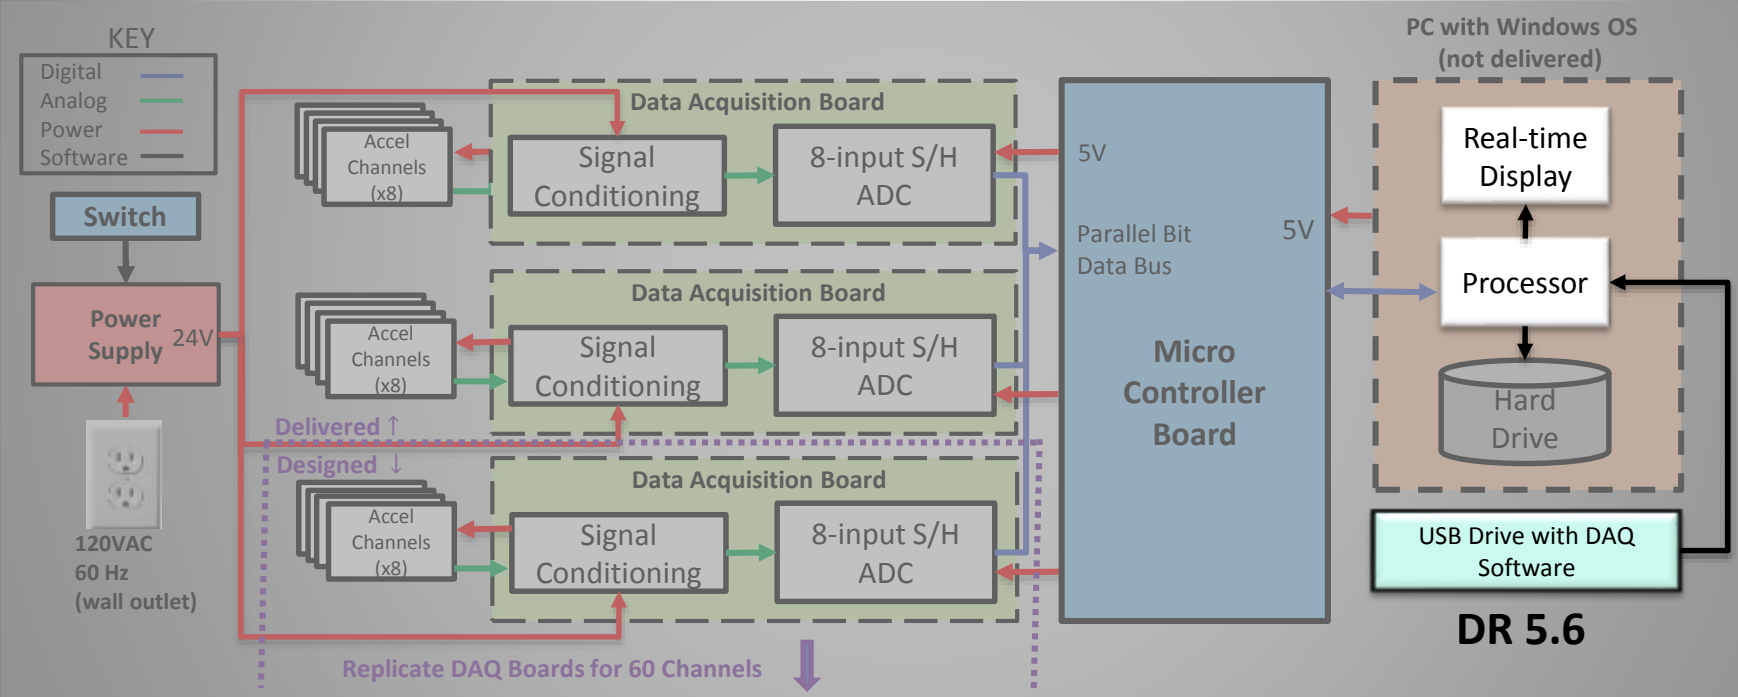 KEY
Digital
Analog
Power
Software
Switch
Power
Supply
24V
120VAC
60 Hz
(wall outlet)
Accel
Channels
(x8)
Data Acquisition Board
Signal
Conditioning
8-input S/H
ADC
Accel
Channels
(x8)
Data Acquisition Board
Signal
Conditioning
8-input S/H
ADC
Delivered ↑
Designed ↓
Accel
Channels
(x8)
Data Acquisition Board
Signal
Conditioning
8-input S/H
ADC
Replicate DAQ Boards for 60 Channels
5V
Parallel Bit
Data Bus
5V
Micro
Controller
Board
PC with Windows OS
(not delivered)
Real-time
Display
Processor
Hard
Drive
USB Drive with DAQ
Software
DR 5.6